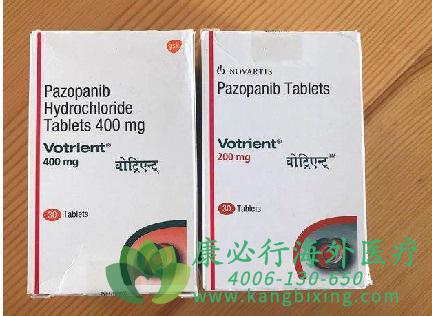 gsk
Pazopanib
Hydrochloride
Tablets 400 mg
Votrient®
400 mg
वोट्रिएन्ट
30 Tablets
NOVARTIS
Pazopanib Tablets
Votrient®
200 mg
वोट्रिएन्ट™
30 Tablets
康必行海外医疗
4006-130-650
www.kangbixing.com